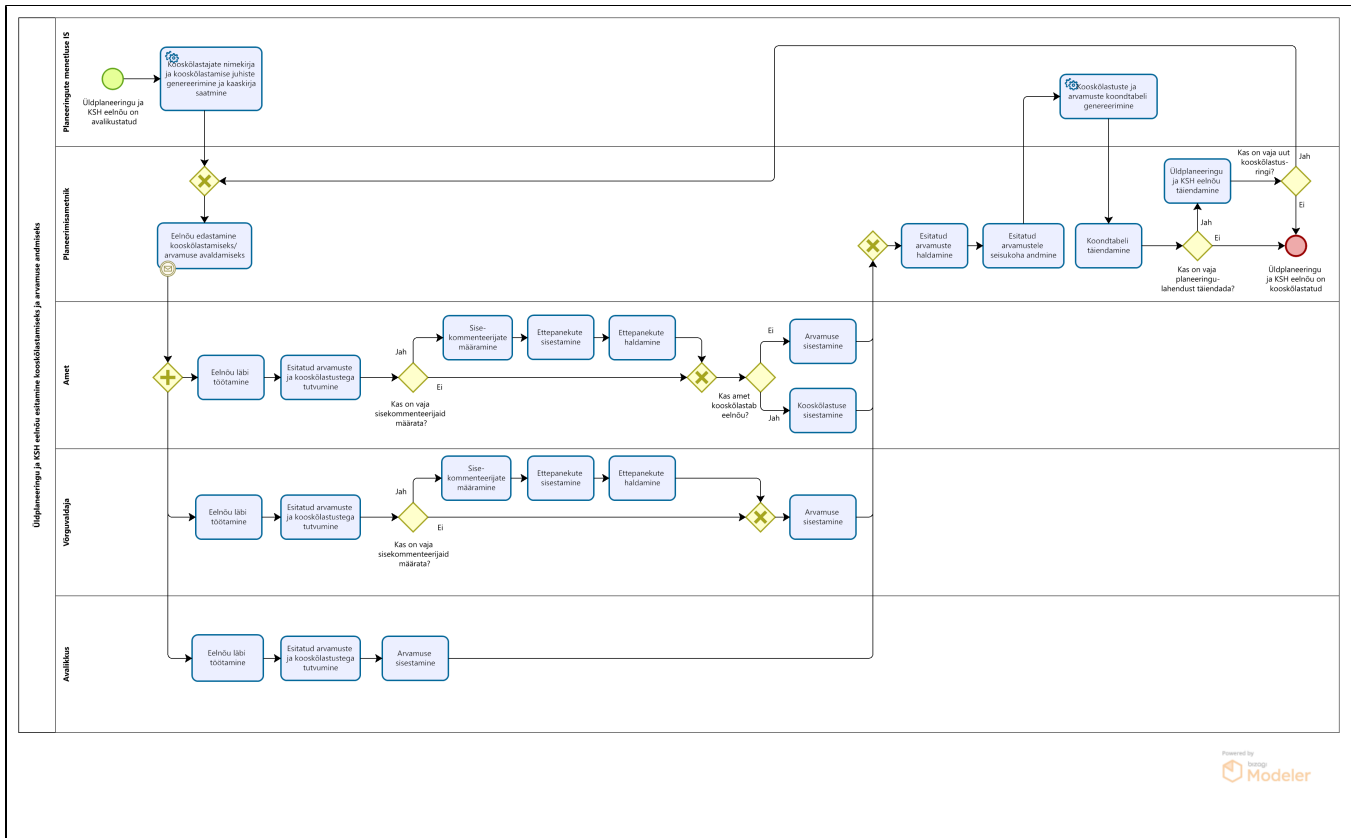 Üldplaneeringu ja KSH eelnõu esitamine kooskõlastamiseks ja arvamuse andmiseks
Planeeringute menetluse IS
Üldplaneeringu ja
KSH eelnõu on
avalikustatud
Kooskõlastajate nimekirja
ja kooskõlastamise juhiste
genereerimine ja kaaskirja
saatmine
Kooskõlastuste ja
arvamuste koondtabeli
genereerimine
Planeerimisametnik
Eelnõu edastamine
kooskõlastamiseks/
arvamuse avaldamiseks
Esitatud
arvamuste
haldamine
Esitatud
arvamustele
seisukoha andmine
Koondtabeli
täiendamine
Kas on vaja
planeeringu-
lahendust täiendada?
Jah
Ei
Üldplaneeringu
ja KSH eelnõu
täiendamine
Kas on vaja uut
kooskõlastus-
ringi?
Jah
Ei
Üldplaneeringu
ja KSH eelnõu on
kooskõlastatud
Amet
Eelnõu läbi
töötamine
Esitatud arvamuste
ja kooskõlastustega
tutvumine
Kas on vaja
sisekommenteerijaid
määrata?
Jah
Ei
Sise-
kommenteerijate
määramine
Ettepanekute
sisestamine
Ettepanekute
haldamine
Kas amet
kooskõlastab
eelnõu?
Ei
Jah
Arvamuse
sisestamine
Kooskõlastuse
sisestamine
Võrguvaldaja
Eelnõu läbi
töötamine
Esitatud arvamuste
ja kooskõlastustega
tutvumine
Kas on vaja
sisekommenteerijaid
määrata?
Jah
Ei
Sise-
kommenteerijate
määramine
Ettepanekute
sisestamine
Ettepanekute
haldamine
Arvamuse
sisestamine
Avalikkus
Eelnõu läbi
töötamine
Esitatud arvamuste
ja kooskõlastustega
tutvumine
Arvamuse
sisestamine
Powered by
bizagi
Modeler